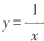 y = 1/x